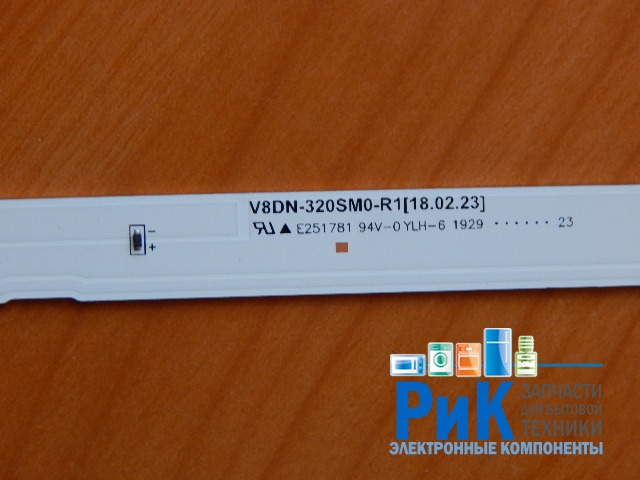 V8DN-320SM0-R1[18.02.23]
E251781 94V-0 YLH-6 1929 ······ 23
−
+
РиК
ЗАПЧАСТИ
ДЛЯ БЫТОВОЙ
ТЕХНИКИ
ЭЛЕКТРОННЫЕ КОМПОНЕНТЫ